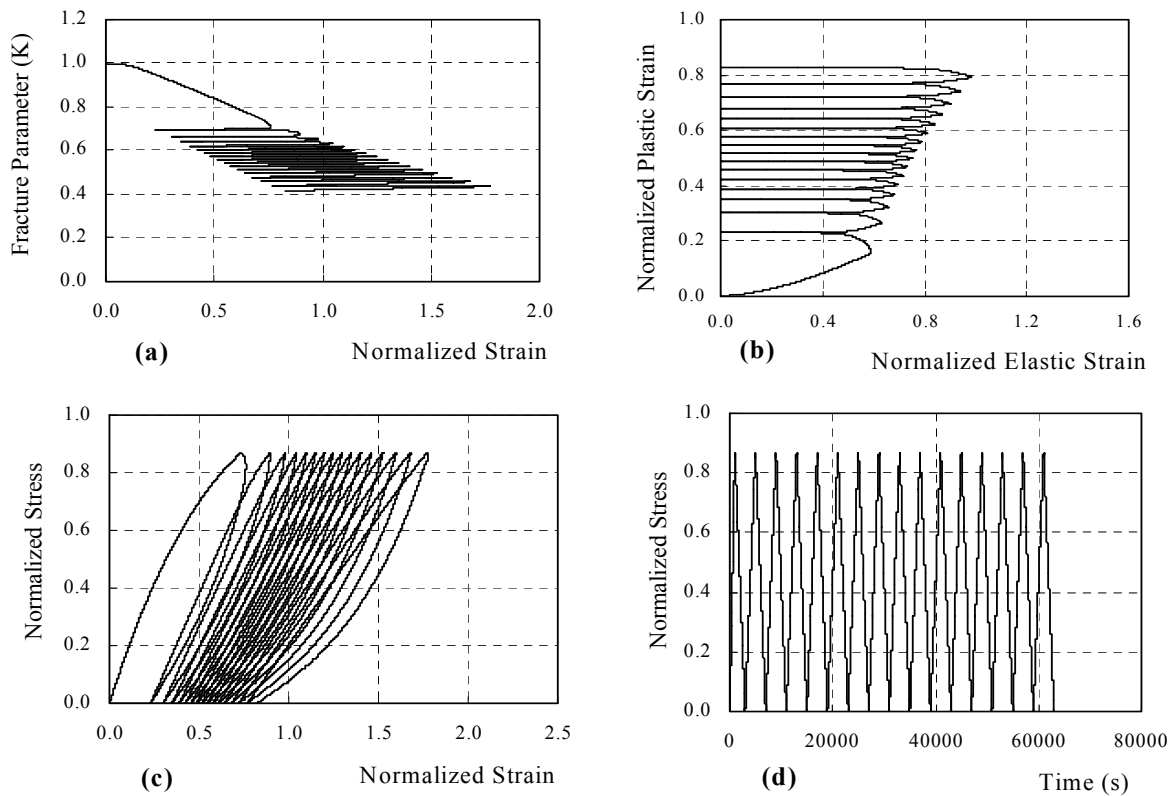 Fracture Parameter (K)
1.2
1.0
0.8
0.6
0.4
0.2
0.0
0.0 0.5 1.0 1.5 2.0
(a) Normalized Strain
Normalized Plastic Strain
1.0
0.8
0.6
0.4
0.2
0.0
0.0 0.4 0.8 1.2 1.6
(b)
Normalized Elastic Strain
Normalized Stress
1.0
0.8
0.6
0.4
0.2
0.0
0.0 0.5 1.0 1.5 2.0 2.5
(c) Normalized Strain
Normalized Stress
1.0
0.8
0.6
0.4
0.2
0.0
0 20000 40000 60000 80000
(d) Time (s)